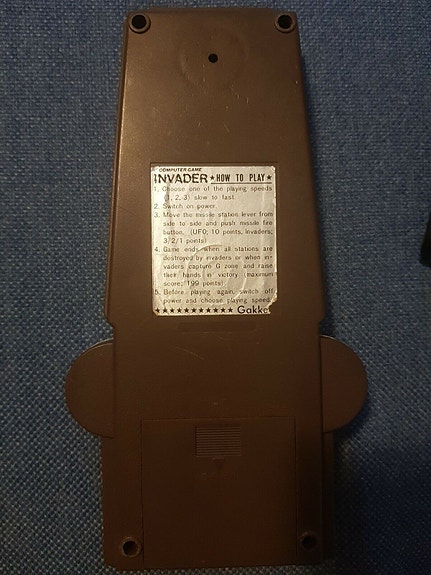 COMPUTER GAME
INVADER ★ HOW TO PLAY ★
1. Choose one of the playing speeds
(1, 2, 3) slow to fast.
2. Switch on power.
3. Move the missile station lever from
side to side and push missile fire
button. (UFO; 10 points, Invaders;
3/2/1 points)
4. Game ends when all stations are
destroyed by invaders or when in-
vaders capture G zone and raise
their hands in victory (maximum
score; 199 points).
5. Before playing again, switch off
power and choose playing speed.
★★★★★★★★★★★ Gakken